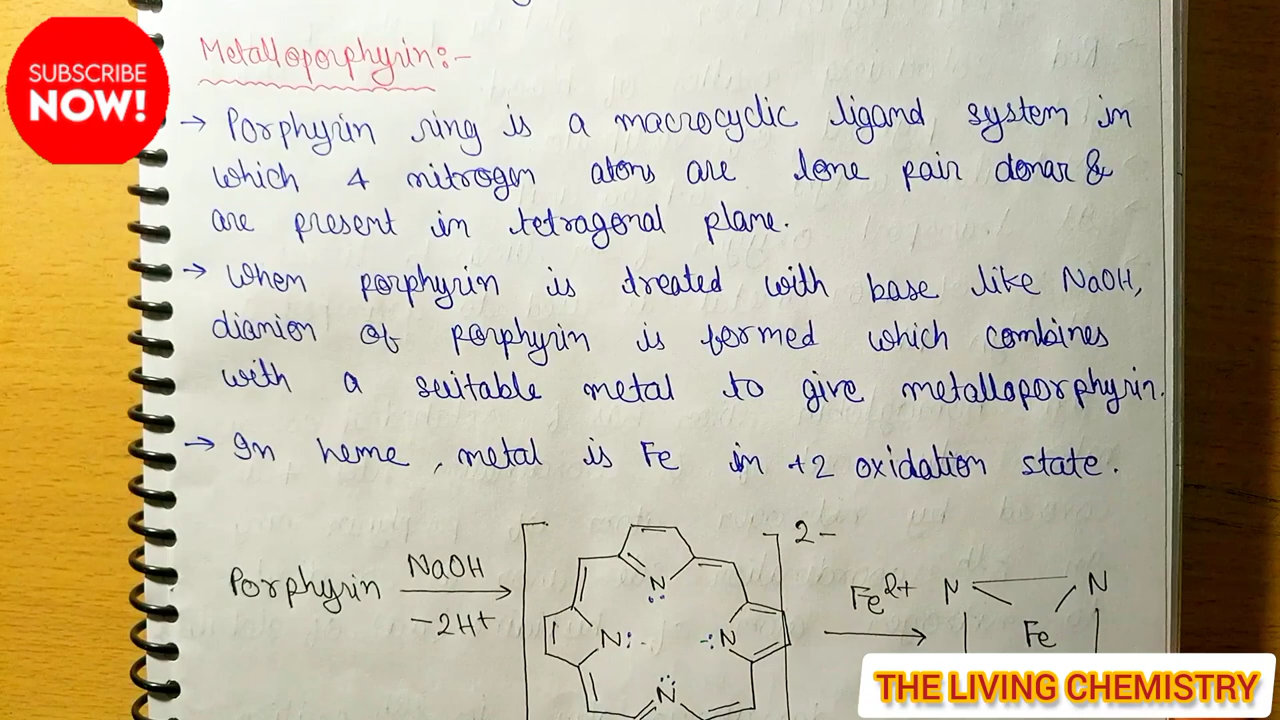 SUBSCRIBE
NOW!
Metalloporphyrin:-
→ Porphyrin ring is a macrocyclic ligand system in
which 4 nitrogen atoms are lone pair donar &
are present in tetragonal plane.
→ When porphyrin is treated with base like NaOH,
dianion of porphyrin is formed which combines
with a suitable metal to give metalloporphyrin.
→ In heme, metal is Fe in +2 oxidation state.
2-
Porphyrin NaOH → -2H+
N
N:-
-:N
N
Fe2+ →
N N
Fe
THE LIVING CHEMISTRY